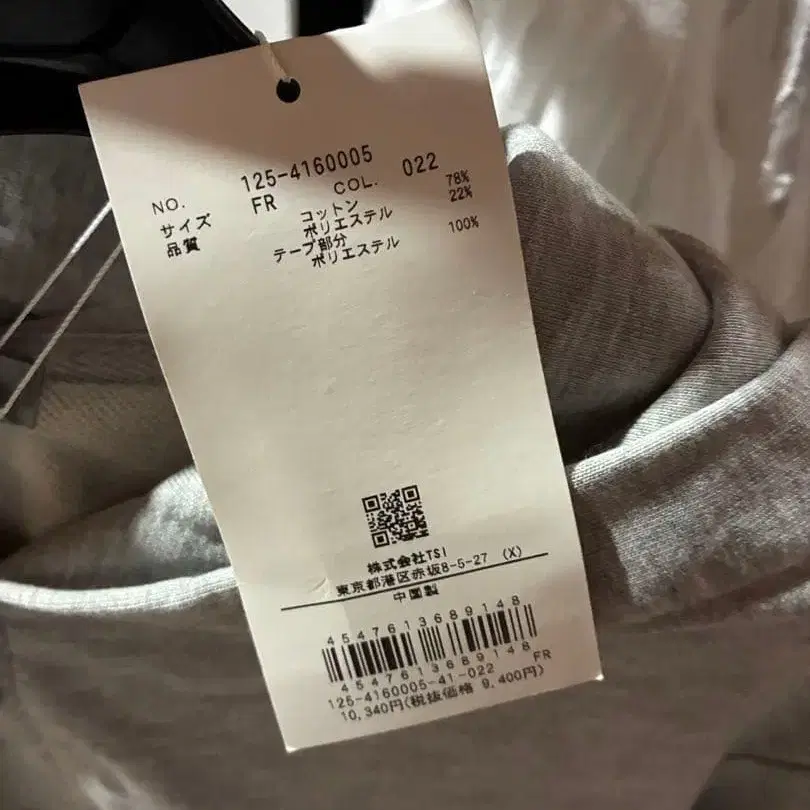 NO. 125-4160005 COL. 022
サイズ FR
品質 コットン 78%
ポリエステル 22%
テープ部分
ポリエステル 100%
株式会社TSI
東京都港区赤坂8-5-27 (X)
中国製
4547613689148
4547613689148
125-4160005-41-022 FR
10,340円(税抜価格 9,400円)